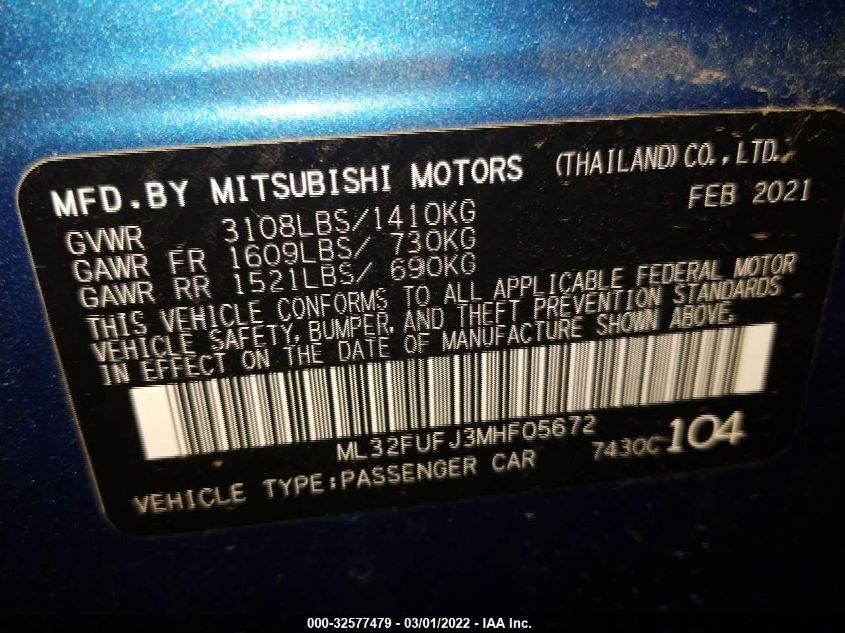 MFD.BY MITSUBISHI MOTORS (THAILAND) CO.,LTD.
FEB 2021
GVWR 3108LBS/1410KG
GAWR FR 1609LBS/ 730KG
GAWR RR 1521LBS/ 690KG
THIS VEHICLE CONFORMS TO ALL APPLICABLE FEDERAL MOTOR
VEHICLE SAFETY, BUMPER, AND THEFT PREVENTION STANDARDS
IN EFFECT ON THE DATE OF MANUFACTURE SHOWN ABOVE.
ML32FUFJ3MHF05672
7430C 104
VEHICLE TYPE:PASSENGER CAR
000-32577479 - 03/01/2022 - IAA Inc.